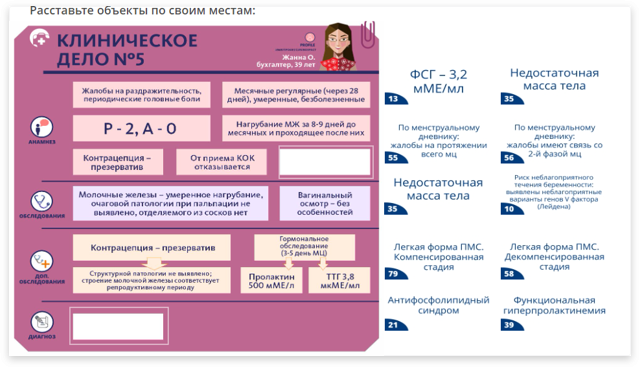 Расставьте объекты по своим местам:
КЛИНИЧЕСКОЕ
ДЕЛО №5
PROFILE
Жанна О.
бухгалтер, 39 лет
Жалобы на раздражительность,
периодические головные боли
Месячные регулярные (через 28
дней), умеренные, безболезненные
Р - 2, А - 0
Нагрубание МЖ за 8-9 дней до
месячных и проходящее после них
АНАМНЕЗ
Контрацепция –
презерватив
От приема КОК
отказывается
Молочные железы – умеренное нагрубание,
очаговой патологии при пальпации не
выявлено, отделяемого из сосков нет
Вагинальный
осмотр – без
особенностей
ОБСЛЕДОВАНИЯ
Контрацепция – презерватив
Гормональное
обследование
(3-5 день МЦ)
Структурной патологии не выявлено;
строение молочной железы соответствует
репродуктивному периоду
Пролактин
500 мМЕ/л
ТТГ 3,8
мкМЕ/мл
ДОП.
ОБСЛЕДОВАНИЯ
ДИАГНОЗ
ФСГ – 3,2
мМЕ/мл
13
Недостаточная
масса тела
35
По менструальному
дневнику:
жалобы на протяжении
всего мц
55
По менструальному
дневнику:
жалобы имеют связь со
2-й фазой мц
56
Недостаточная
масса тела
35
Риск неблагоприятного
течения беременности:
выявлены неблагоприятные
варианты генов V фактора
(Лейдена)
10
Легкая форма ПМС.
Компенсированная
стадия
79
Легкая форма ПМС.
Декомпенсированная
стадия
58
Антифосфолипидный
синдром
21
Функциональная
гиперпролактинемия
39